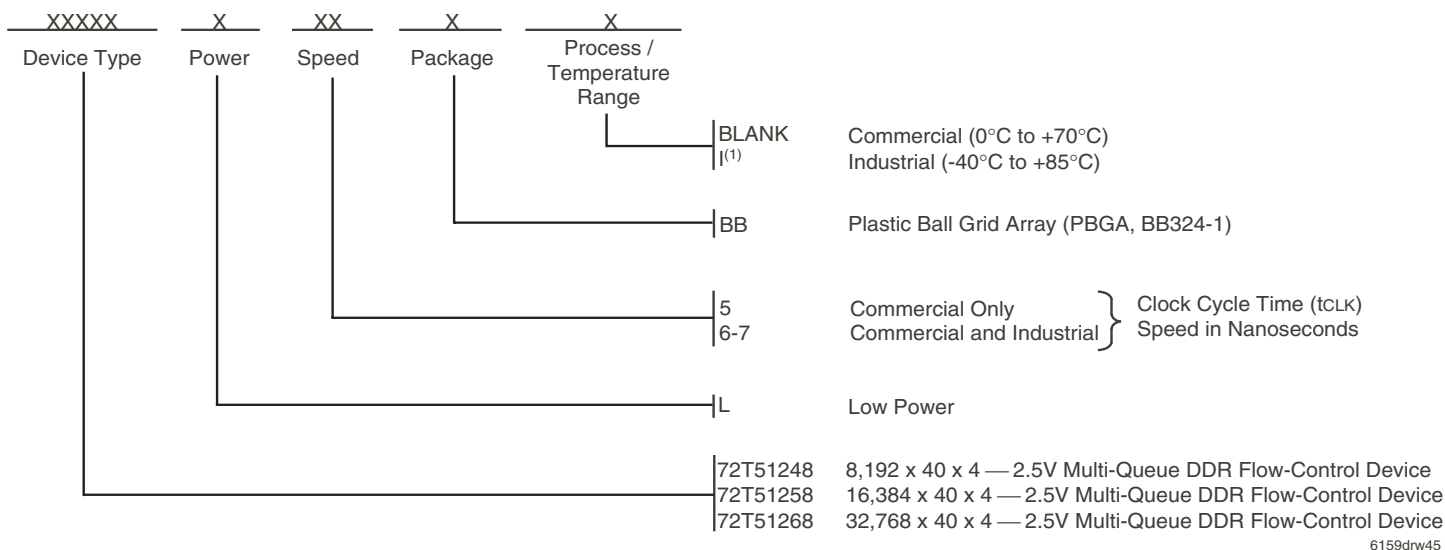 XXXXX X XX X X
Device Type Power Speed Package Process /
Temperature
Range
BLANK Commercial (0°C to +70°C)
I(1) Industrial (-40°C to +85°C)
BB Plastic Ball Grid Array (PBGA, BB324-1)
5 Commercial Only Clock Cycle Time (tCLK)
6-7 Commercial and Industrial Speed in Nanoseconds
L Low Power
72T51248 8,192 x 40 x 4 — 2.5V Multi-Queue DDR Flow-Control Device
72T51258 16,384 x 40 x 4 — 2.5V Multi-Queue DDR Flow-Control Device
72T51268 32,768 x 40 x 4 — 2.5V Multi-Queue DDR Flow-Control Device
6159drw45